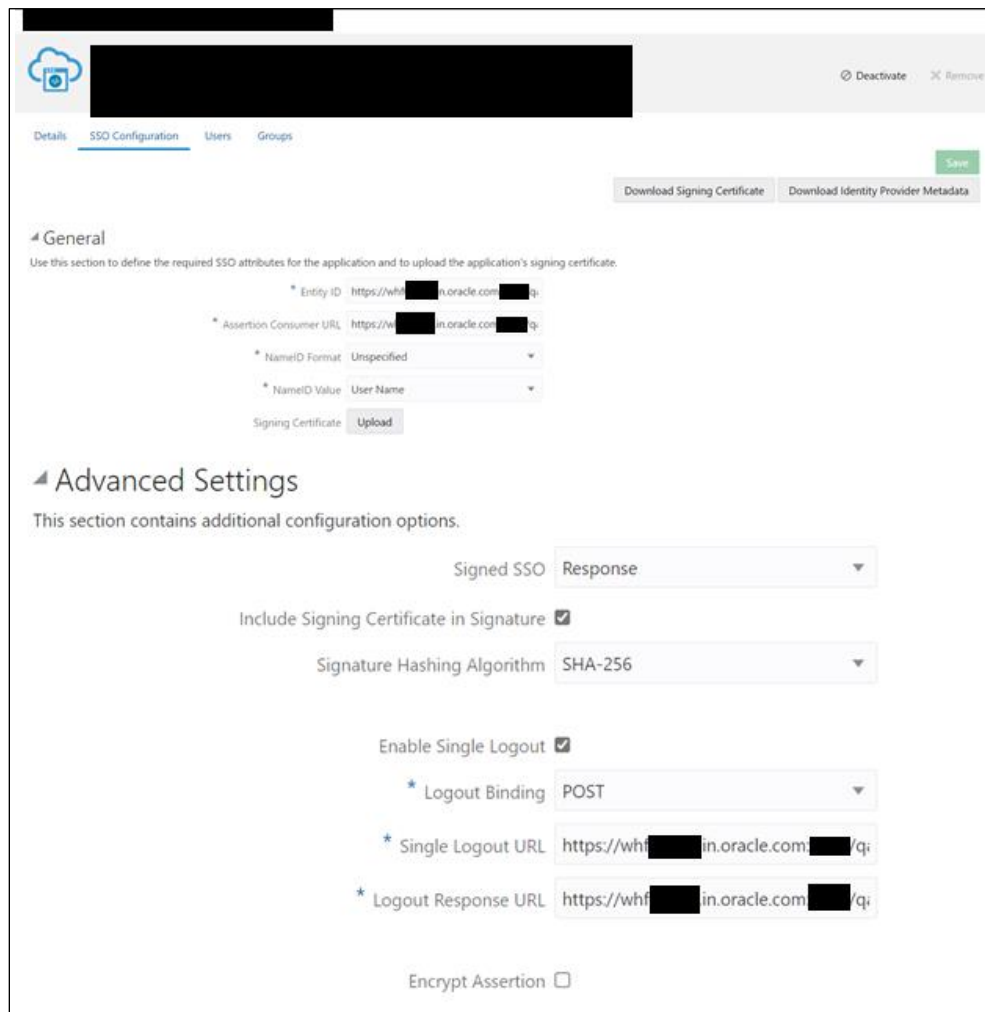 Deactivate Remove
Details SSO Configuration Users Groups
Save
Download Signing Certificate Download Identity Provider Metadata
General
Use this section to define the required SSO attributes for the application and to upload the application's signing certificate.
* Entity ID https://whf n.oracle.com q
* Assertion Consumer URL https://w in.oracle.com q
* NameID Format Unspecified
* NameID Value User Name
Signing Certificate Upload
Advanced Settings
This section contains additional configuration options.
Signed SSO Response
Include Signing Certificate in Signature
Signature Hashing Algorithm SHA-256
Enable Single Logout
* Logout Binding POST
* Single Logout URL https://whf in.oracle.com: /qa
* Logout Response URL https://whf .in.oracle.com: /qa
Encrypt Assertion